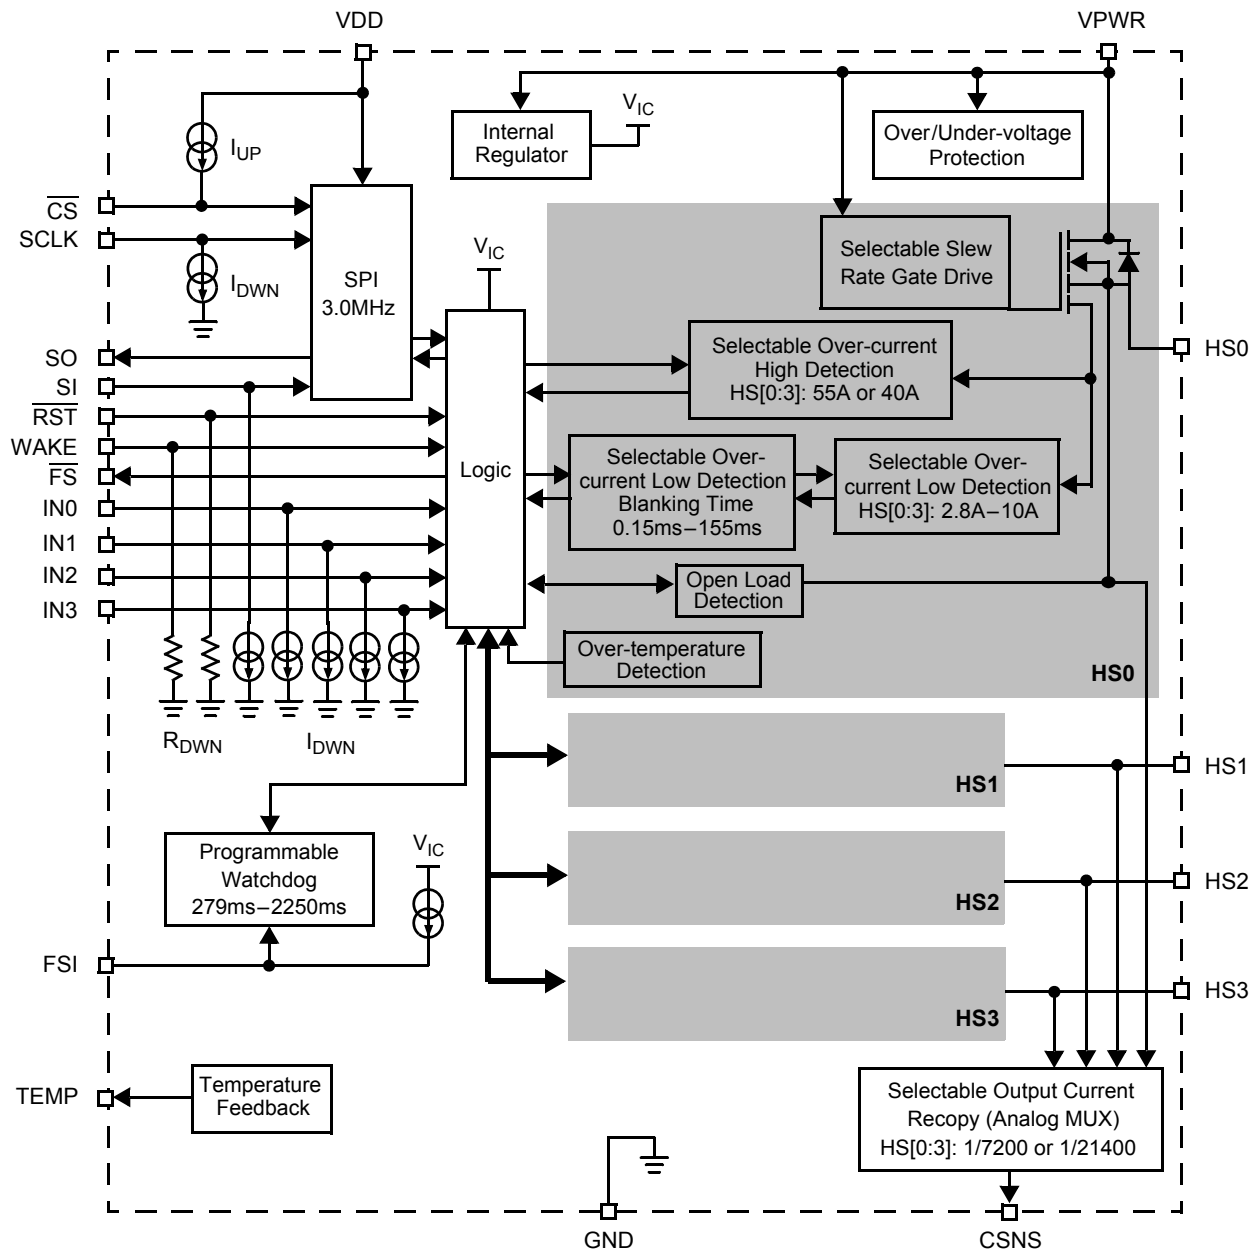 VDD
VPWR
Internal
Regulator
VIC
Over/Under-voltage
Protection
IUP
CS
SCLK
IDWN
SPI
3.0MHz
VIC
Selectable Slew
Rate Gate Drive
SO
SI
RST
WAKE
FS
IN0
IN1
IN2
IN3
Logic
Selectable Over-current
High Detection
HS[0:3]: 55A or 40A
HS0
Selectable Over-
current Low Detection
Blanking Time
0.15ms–155ms
Selectable Over-
current Low Detection
HS[0:3]: 2.8A–10A
Open Load
Detection
Over-temperature
Detection
HS0
RDWN
IDWN
HS1
HS1
Programmable
Watchdog
279ms–2250ms
VIC
HS2
HS2
FSI
HS3
HS3
TEMP
Temperature
Feedback
Selectable Output Current
Recopy (Analog MUX)
HS[0:3]: 1/7200 or 1/21400
GND
CSNS